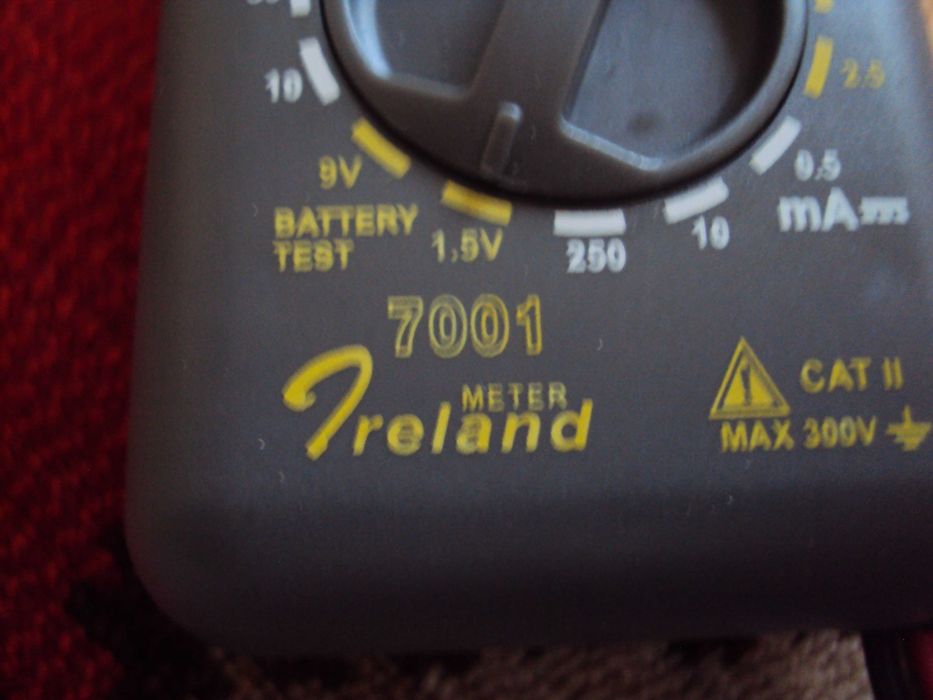 10
2.5
9V
0.5
BATTERY
TEST
1.5V
250
10
mA
7001
METER
Ireland
CAT II
MAX 300V